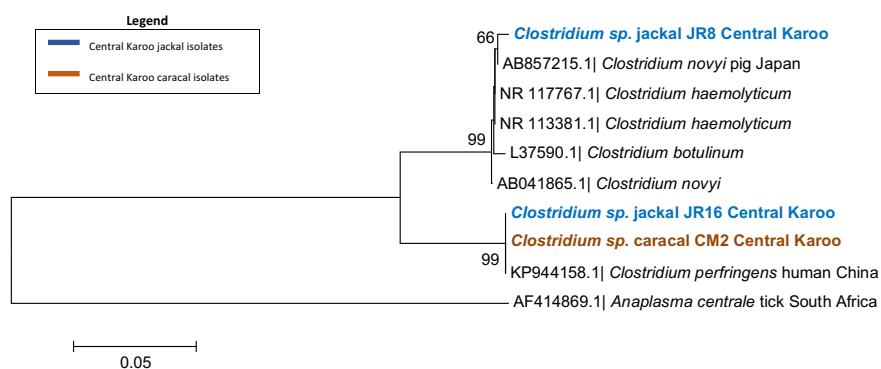 Legend
Central Karoo jackal isolates
Central Karoo caracal isolates
66
Clostridium sp. jackal JR8 Central Karoo
AB857215.1| Clostridium novyi pig Japan
NR 117767.1| Clostridium haemolyticum
NR 113381.1| Clostridium haemolyticum
99
L37590.1| Clostridium botulinum
AB041865.1| Clostridium novyi
Clostridium sp. jackal JR16 Central Karoo
Clostridium sp. caracal CM2 Central Karoo
99
KP944158.1| Clostridium perfringens human China
AF414869.1| Anaplasma centrale tick South Africa
0.05